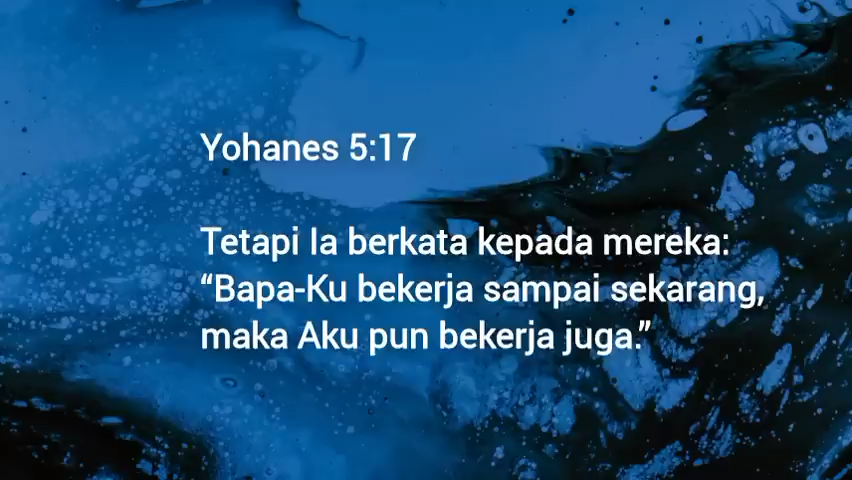 Yohanes 5:17
Tetapi Ia berkata kepada mereka:
“Bapa-Ku bekerja sampai sekarang,
maka Aku pun bekerja juga.”